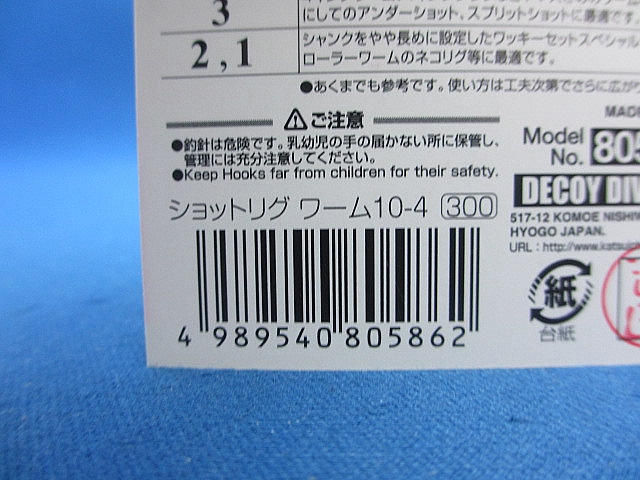 3
にしてのアンダーショット、スプリットショットに最適です
2,1
シャンクをやや長めに設定したワッキーセットスペシャル
ローラーワームのネコリグ等に最適です。
●あくまでも参考です。使い方は工夫次第でさらに広がり
⚠ご注意
●釣針は危険です。乳幼児の手の届かない所に保管し、
管理には充分注意してください。
●Keep Hooks far from children for their safety.
MADE
Model
No. 805
DECOY DIV
517-12 KOMOE NISHIW
HYOGO JAPAN.
URL : http://www.katsui
ショットリグ ワーム10-4 300
4 989540 805862
紙
台紙